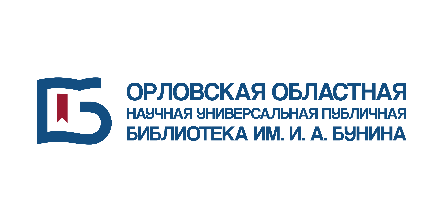 ОРЛОВСКАЯ ОБЛАСТНАЯ
НАУЧНАЯ УНИВЕРСАЛЬНАЯ ПУБЛИЧНАЯ
БИБЛИОТЕКА ИМ. И. А. БУНИНА